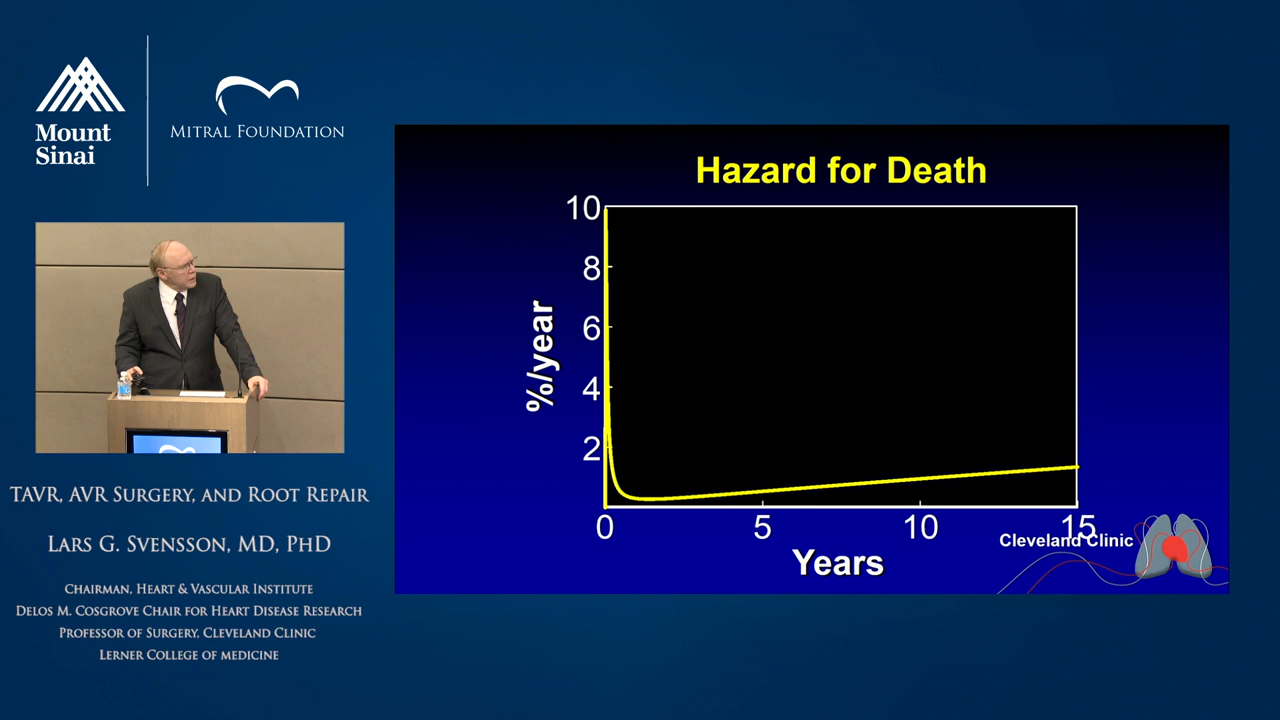 Mount
Sinai
Mitral Foundation
Hazard for Death
10
8
6
4
2
%/year
0
5
10
15
Years
Cleveland Clinic
TAVR, AVR Surgery, and Root Repair
Lars G. Svensson, MD, PhD
Chairman, Heart & Vascular Institute
Delos M. Cosgrove Chair for Heart Disease Research
Professor of Surgery, Cleveland Clinic
Lerner College of medicine